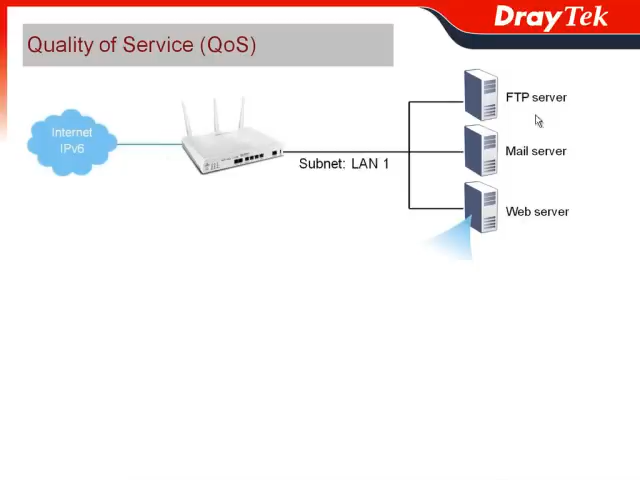 DrayTek
Quality of Service (QoS)
Internet
IPv6
Subnet: LAN 1
FTP server
Mail server
Web server